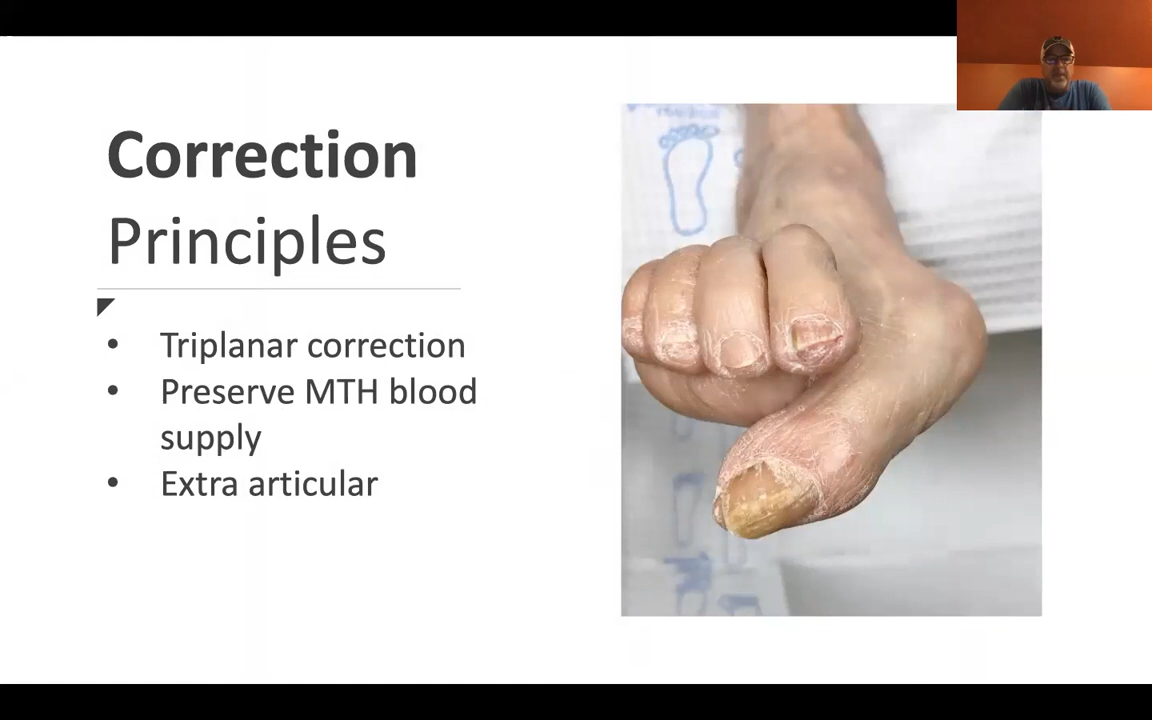 Correction
Principles
• Triplanar correction
• Preserve MTH blood
supply
• Extra articular